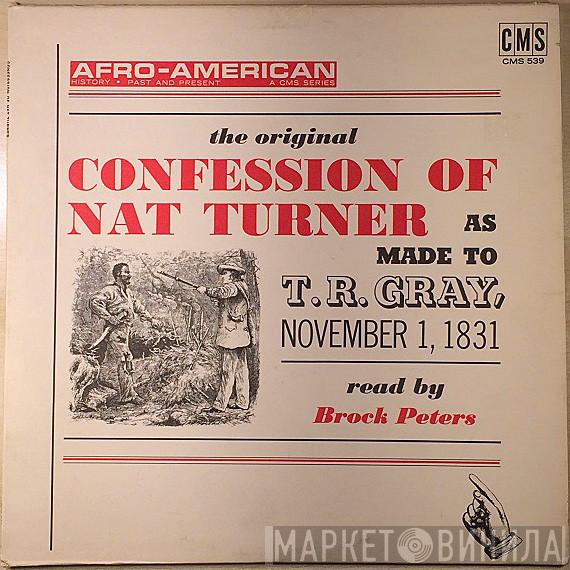 CMS
CMS 539
AFRO-AMERICAN
HISTORY • PAST AND PRESENT A CMS SERIES
the original
CONFESSION OF
NAT TURNER AS
MADE TO
T. R. GRAY,
NOVEMBER 1, 1831
read by
Brock Peters
МАРКЕТ ВИНИЛА